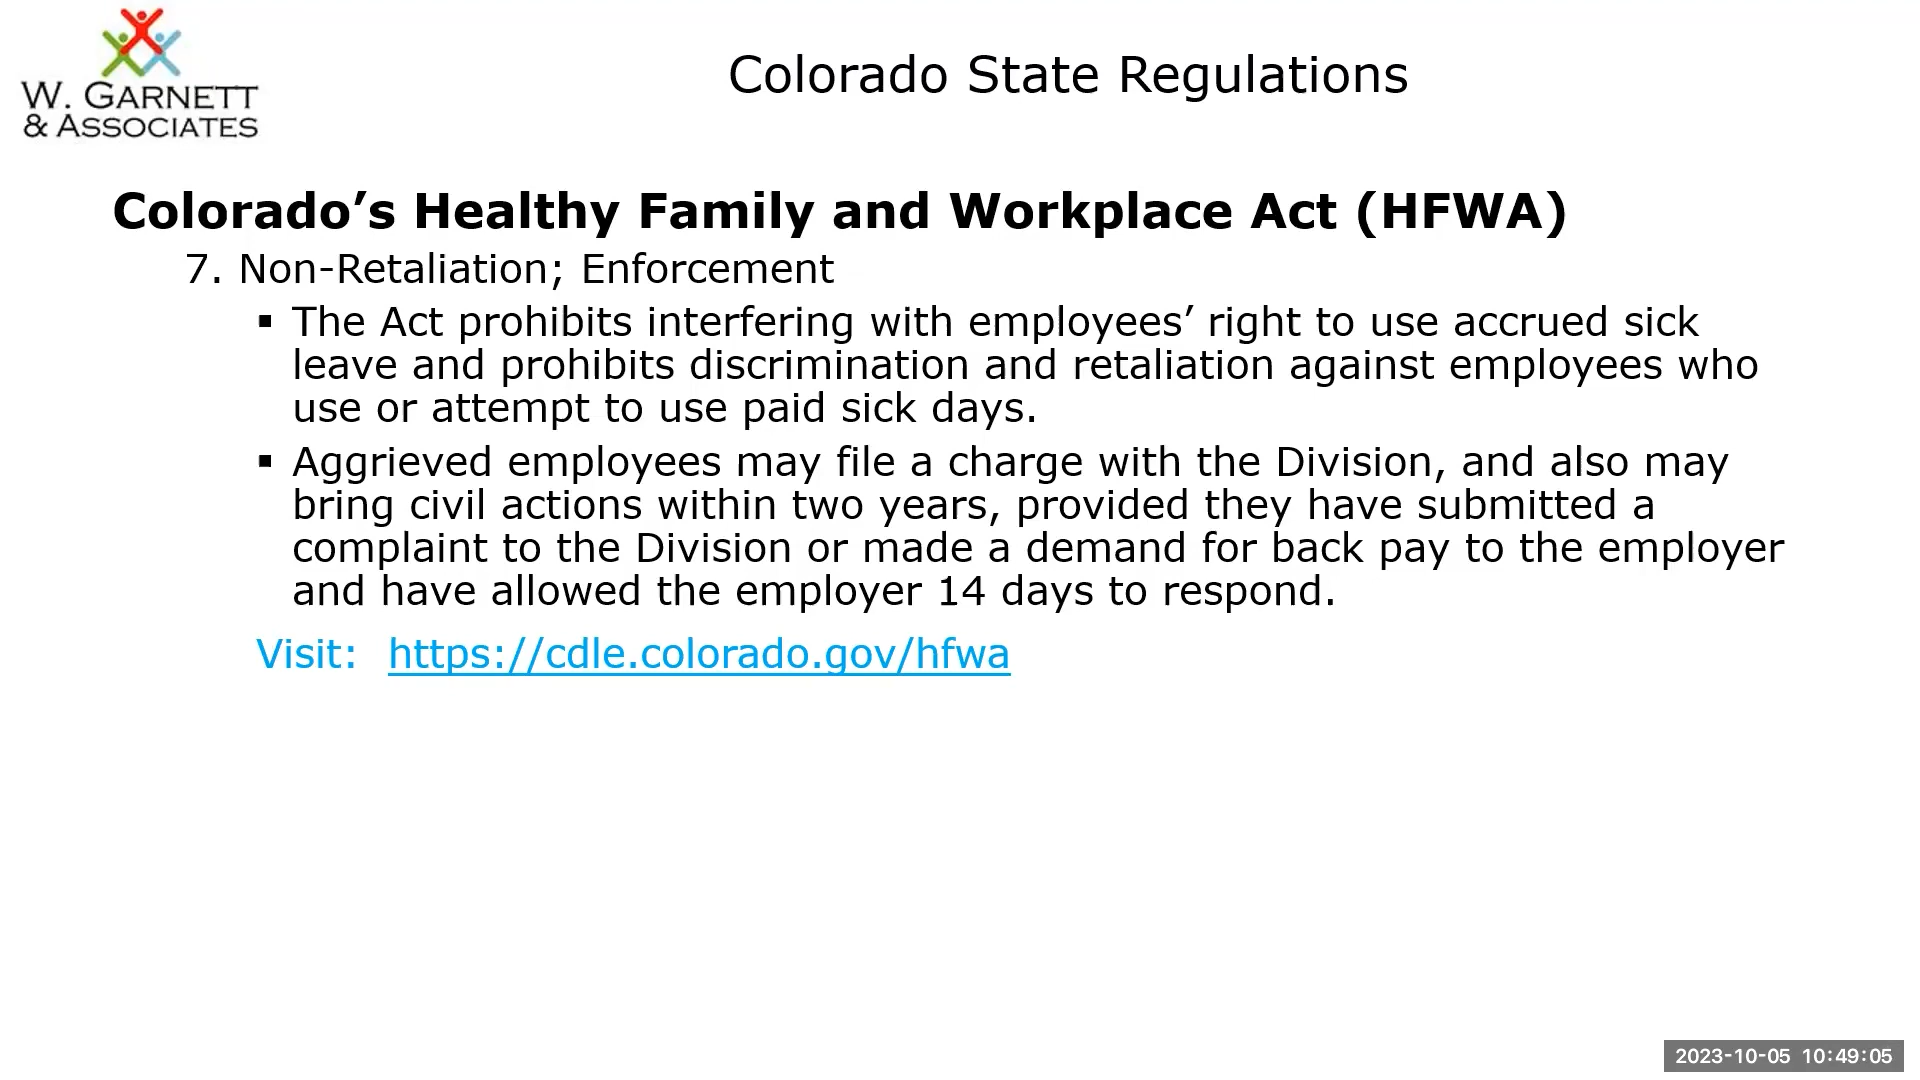 W. GARNETT
& ASSOCIATES
Colorado State Regulations
Colorado’s Healthy Family and Workplace Act (HFWA)
7. Non-Retaliation; Enforcement
▪ The Act prohibits interfering with employees’ right to use accrued sick
leave and prohibits discrimination and retaliation against employees who
use or attempt to use paid sick days.
▪ Aggrieved employees may file a charge with the Division, and also may
bring civil actions within two years, provided they have submitted a
complaint to the Division or made a demand for back pay to the employer
and have allowed the employer 14 days to respond.
Visit: https://cdle.colorado.gov/hfwa
2023-10-05 10:49:05